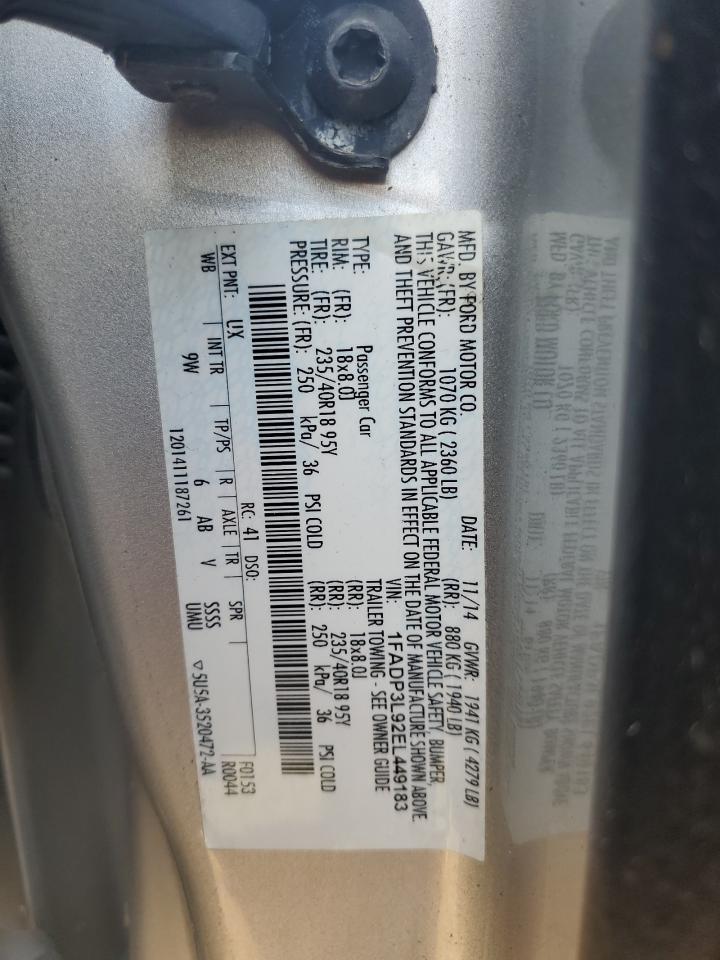 MFD. BY FORD MOTOR CO. DATE: 11/14 GVWR: 1941 KG ( 4279 LB)
GAWR: (FR): 1070 KG ( 2360 LB) (RR): 880 KG ( 1940 LB)
THIS VEHICLE CONFORMS TO ALL APPLICABLE FEDERAL MOTOR VEHICLE SAFETY, BUMPER,
AND THEFT PREVENTION STANDARDS IN EFFECT ON THE DATE OF MANUFACTURE SHOWN ABOVE.
VIN: 1FADP3L92EL449183
TYPE: Passenger Car TRAILER TOWING - SEE OWNER GUIDE
RIM: (FR): 18x8.0J (RR): 18x8.0J
TIRE: (FR): 235/40R18 95Y (RR): 235/40R18 95Y
PRESSURE: (FR): 250 kPa/ 36 PSI COLD (RR): 250 kPa/ 36 PSI COLD
EXT PNT: UX RC: 41 DSO: F0153
WB INT TR TP/PS R AXLE TR SPR R0044
9W 6 AB V SSSS
1201411187261 UMU ▽5U5A-3520472-AA